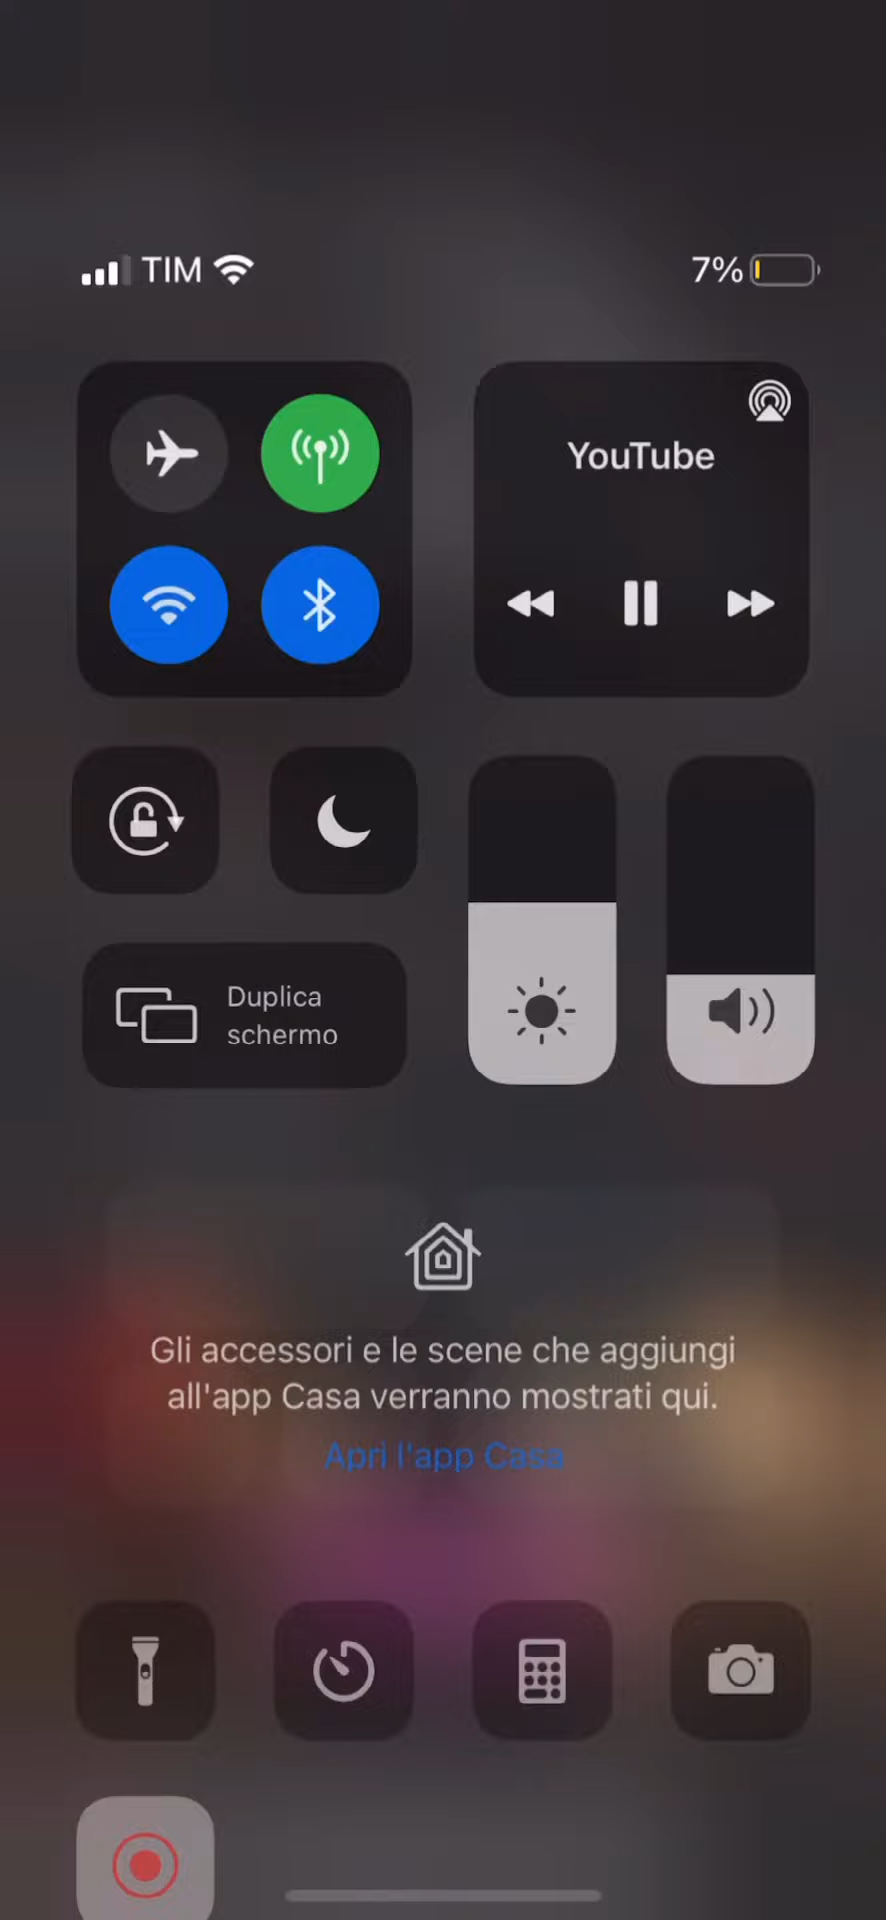 TIM
7%
YouTube
Duplica
schermo
Gli accessori e le scene che aggiungi
all'app Casa verranno mostrati qui.
Apri l'app Casa